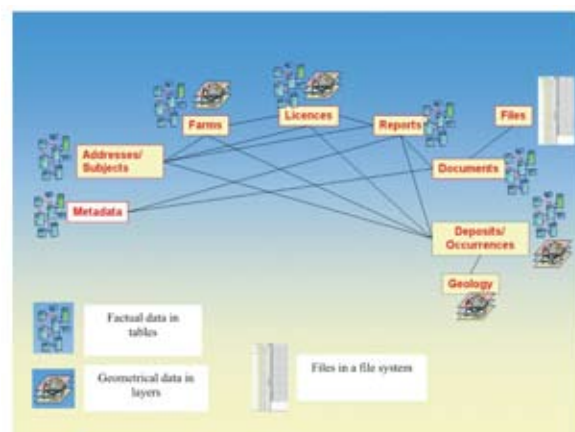 Licences
Farms
Reports
Files
Addresses/
Subjects
Documents
Metadata
Deposits/
Occurrences
Geology
Factual data in
tables
Geometrical data in
layers
Files in a file system